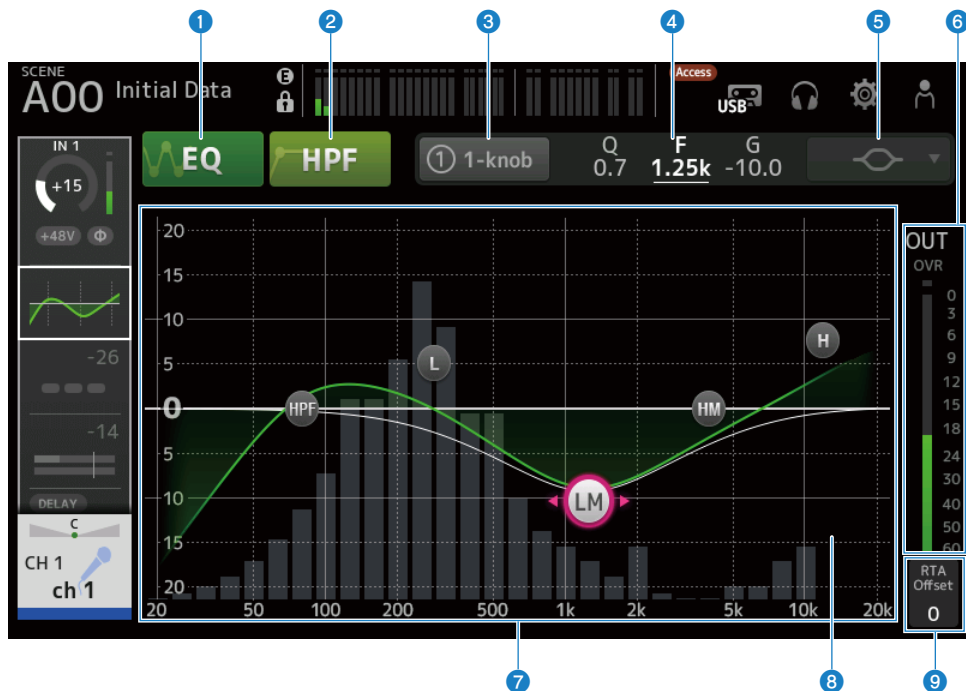 1 2 3 4 5 6
SCENE
A00 Initial Data
E
Access
USB
IN 1
+15
+48V Φ
EQ
HPF
1 1-knob
Q F G
0.7 1.25k -10.0
-26
-14
DELAY
C
CH 1
ch 1
20
15
10
5
0
5
10
15
20
L
H
HPF
HM
LM
20 50 100 200 500 1k 2k 5k 10k 20k
OUT
OVR
0
3
6
9
12
15
18
24
30
40
50
60
RTA
Offset
0
7 8 9